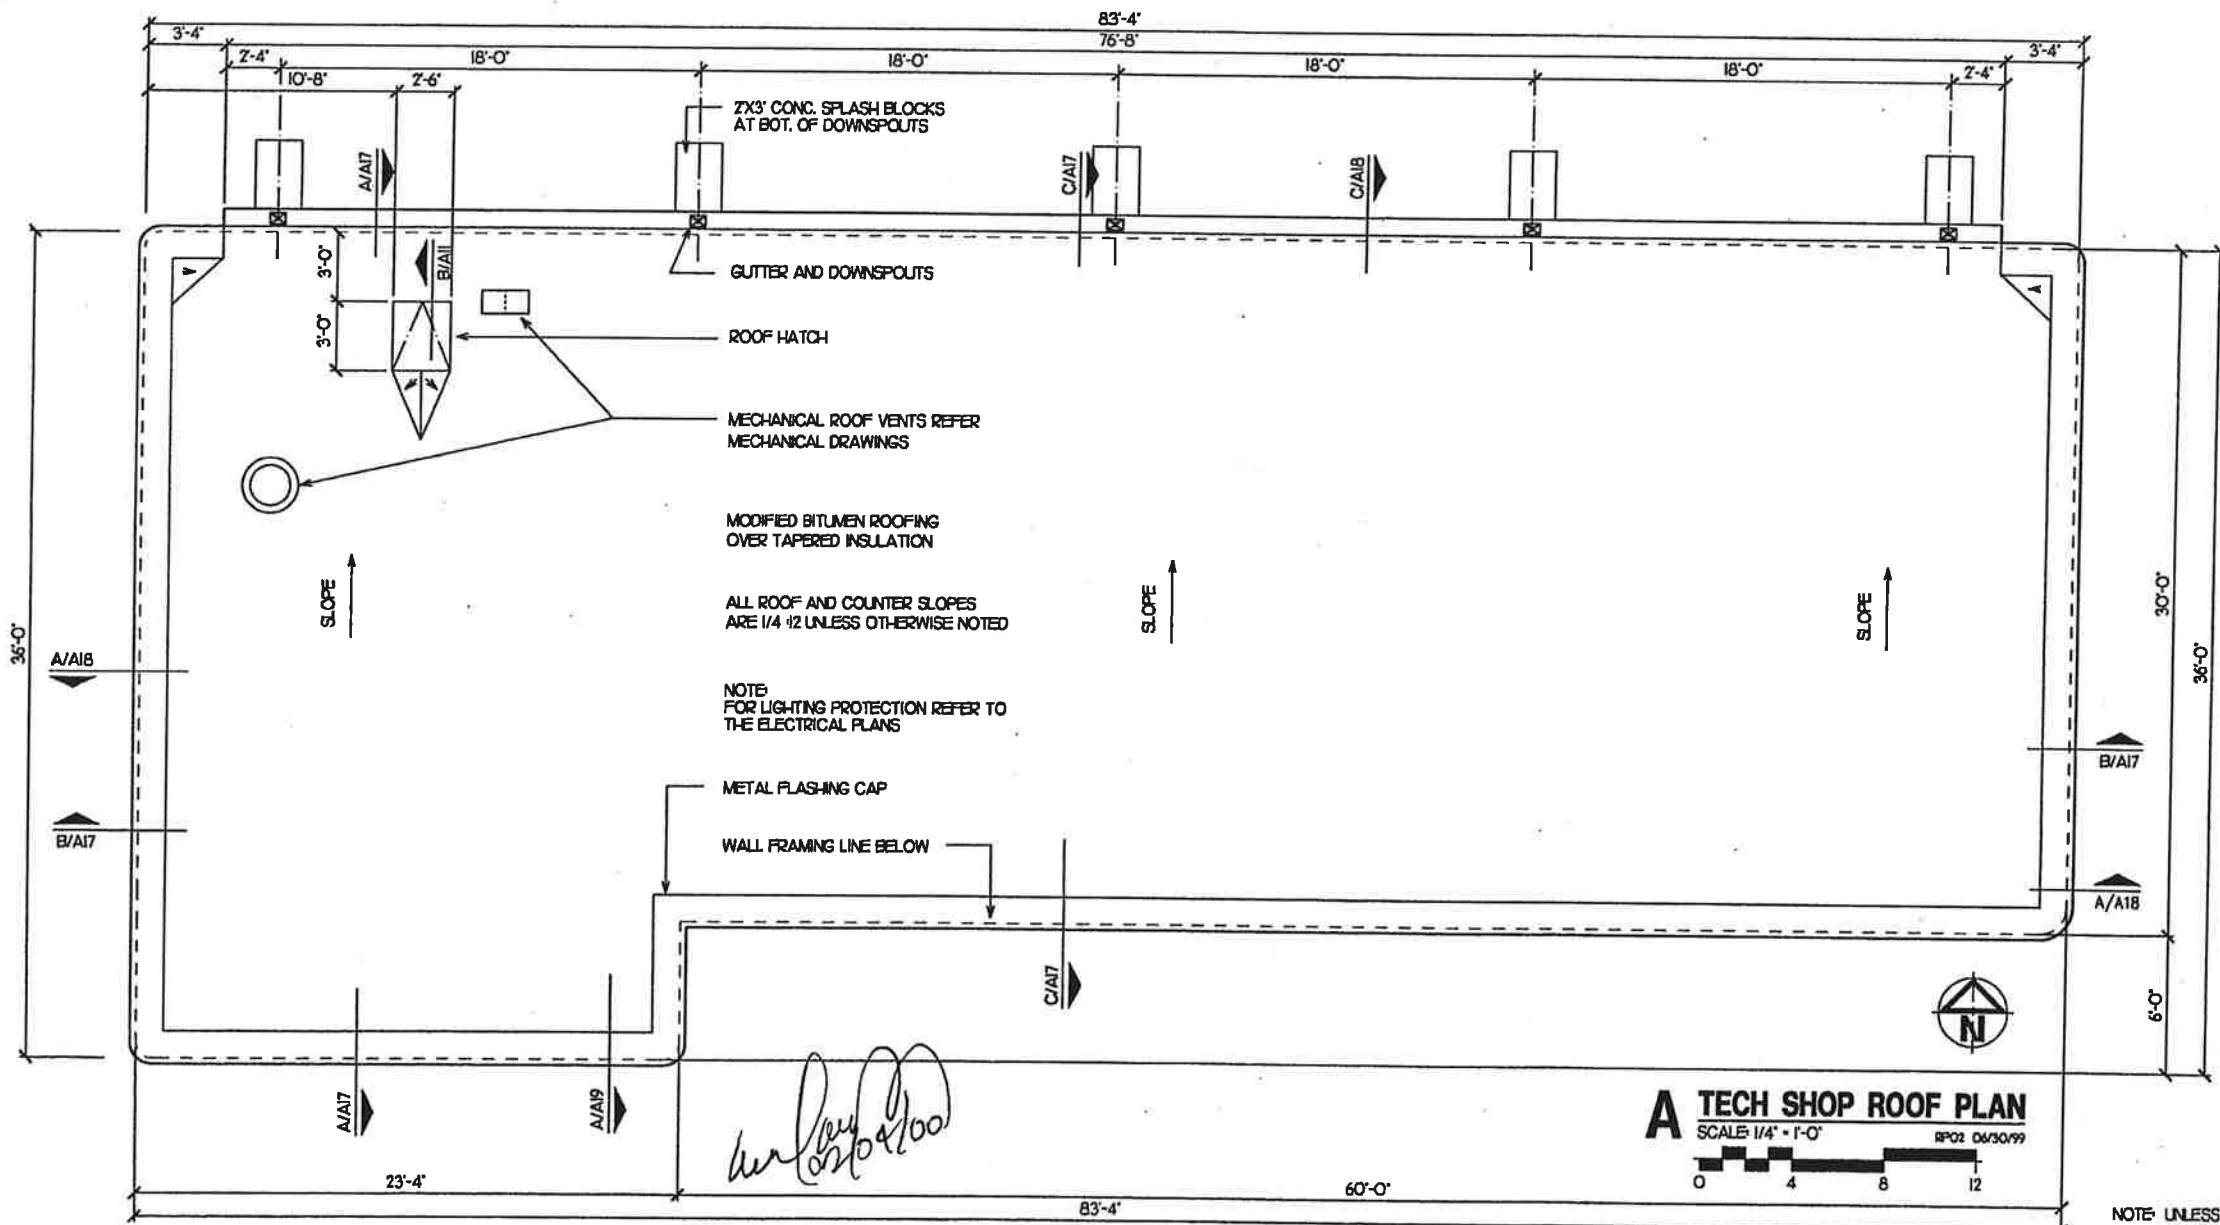 83'-4"
3'-4"
76'-8"
3'-4"
2'-4"
18'-0"
18'-0"
18'-0"
18'-0"
2'-4"
10'-8"
2'-6"
2'X3' CONC. SPLASH BLOCKS
AT BOT. OF DOWNSPOUTS
A/A17
C/A17
C/A18
B/A11
3'-0"
3'-0"
GUTTER AND DOWNSPOUTS
ROOF HATCH
MECHANICAL ROOF VENTS REFER
MECHANICAL DRAWINGS
MODIFIED BITUMEN ROOFING
OVER TAPERED INSULATION
SLOPE
SLOPE
SLOPE
ALL ROOF AND COUNTER SLOPES
ARE 1/4 :12 UNLESS OTHERWISE NOTED
36'-0"
30'-0"
36'-0"
A/A18
NOTE:
FOR LIGHTING PROTECTION REFER TO
THE ELECTRICAL PLANS
B/A17
METAL FLASHING CAP
B/A17
WALL FRAMING LINE BELOW
A/A18
C/A17
6'-0"
N
A/A17
A/A19
02/04/00
A TECH SHOP ROOF PLAN
SCALE: 1/4" = 1'-0"
RP02 06/30/99
0 4 8 12
23'-4"
60'-0"
83'-4"
NOTE: UNLESS